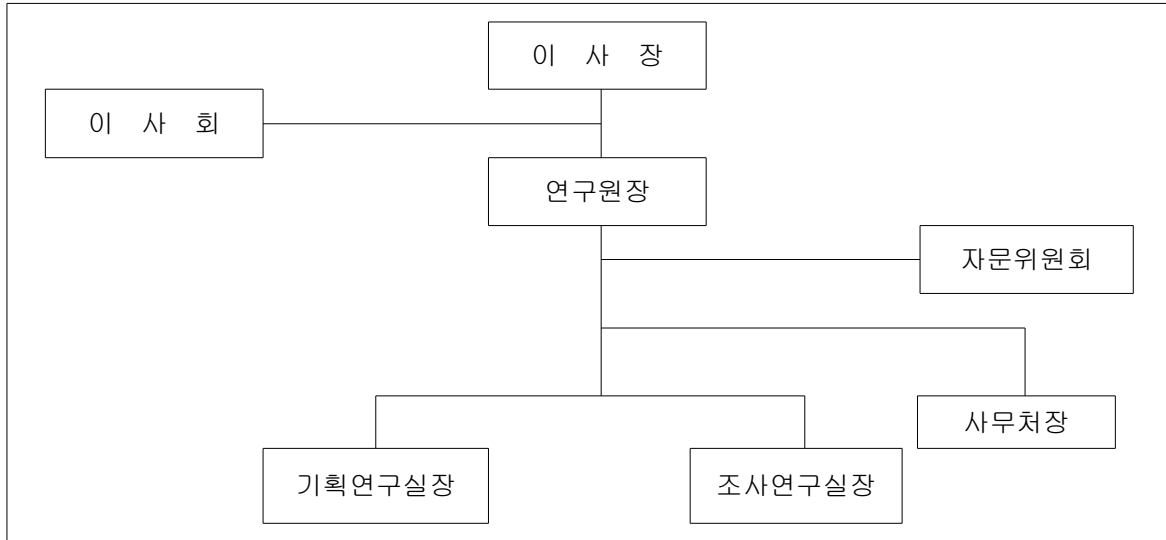 이 사 장
이 사 회
연구원장
자문위원회
사무처장
기획연구실장
조사연구실장